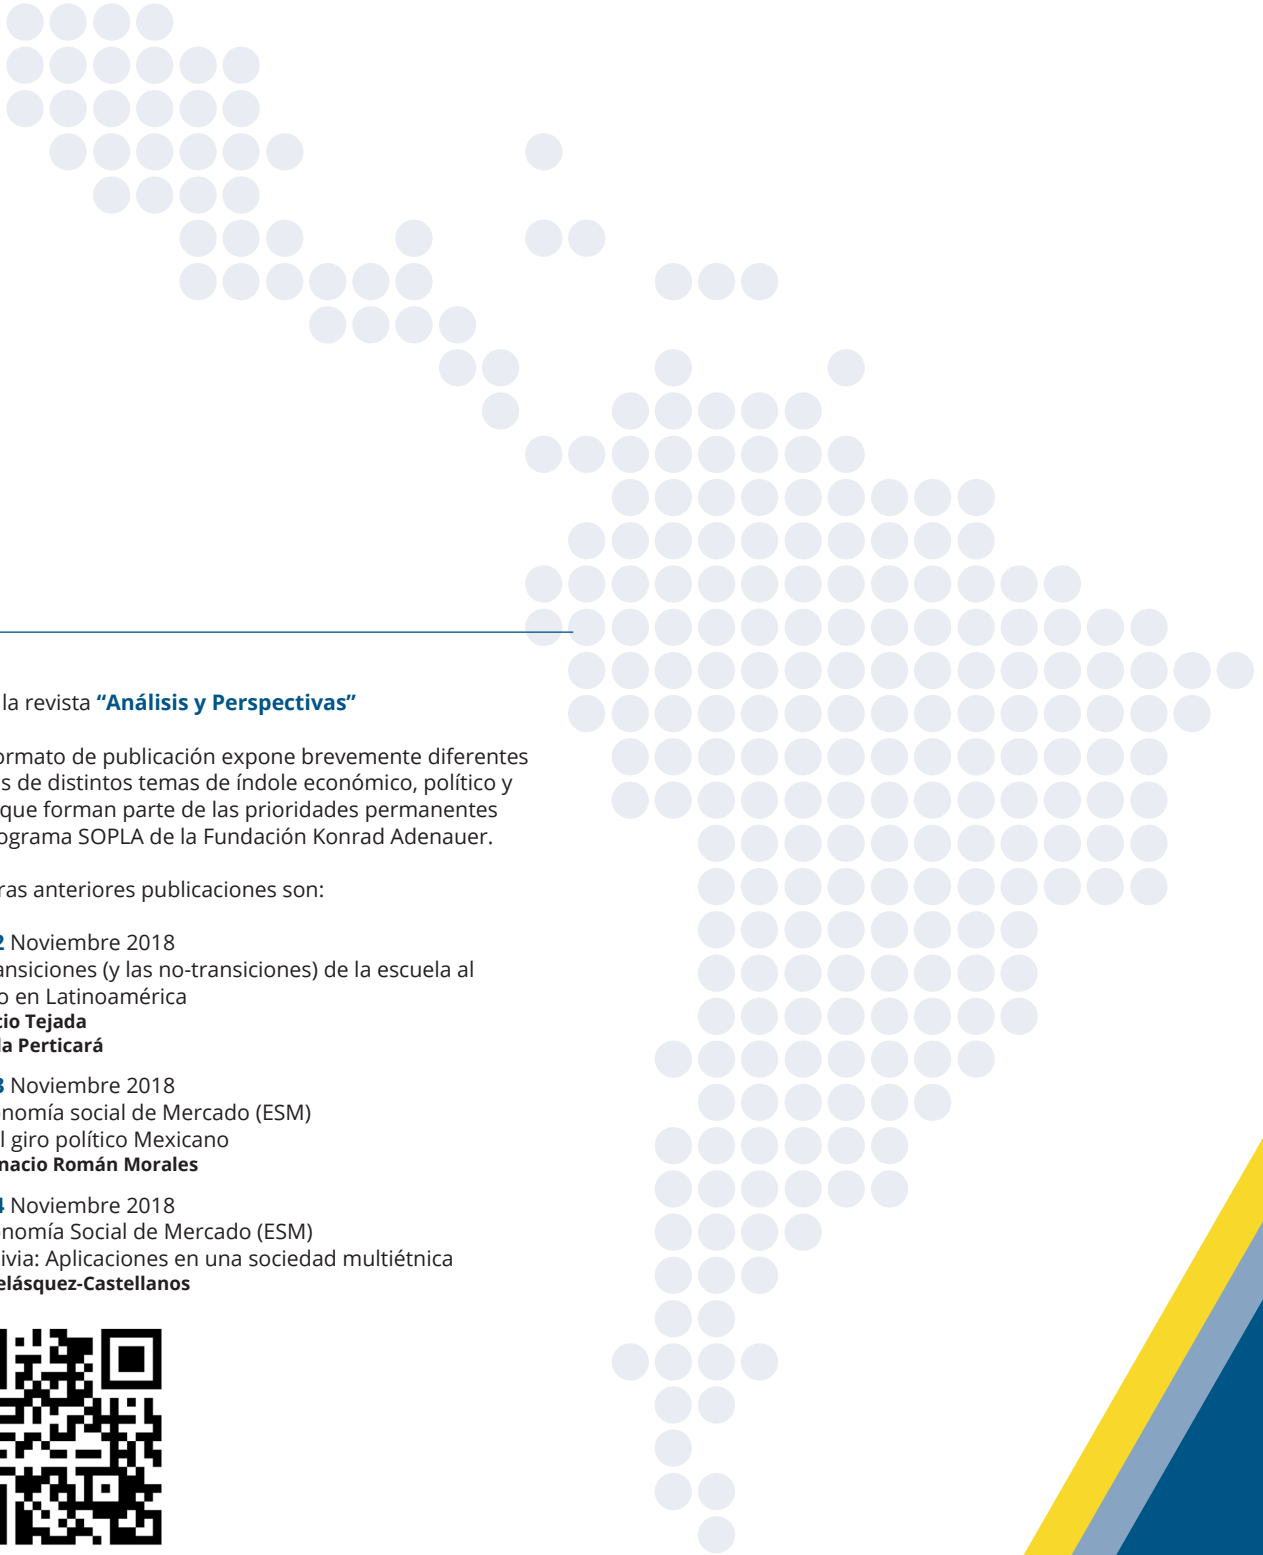 la revista “Análisis y Perspectivas”
ormato de publicación expone brevemente diferentes
s de distintos temas de índole económico, político y
que forman parte de las prioridades permanentes
ograma SOPLA de la Fundación Konrad Adenauer.
ras anteriores publicaciones son:
2 Noviembre 2018
ansiciones (y las no-transiciones) de la escuela al
o en Latinoamérica
cio Tejada
la Perticará
3 Noviembre 2018
onomía social de Mercado (ESM)
l giro político Mexicano
nacio Román Morales
4 Noviembre 2018
onomía Social de Mercado (ESM)
ivia: Aplicaciones en una sociedad multiétnica
elásquez-Castellanos